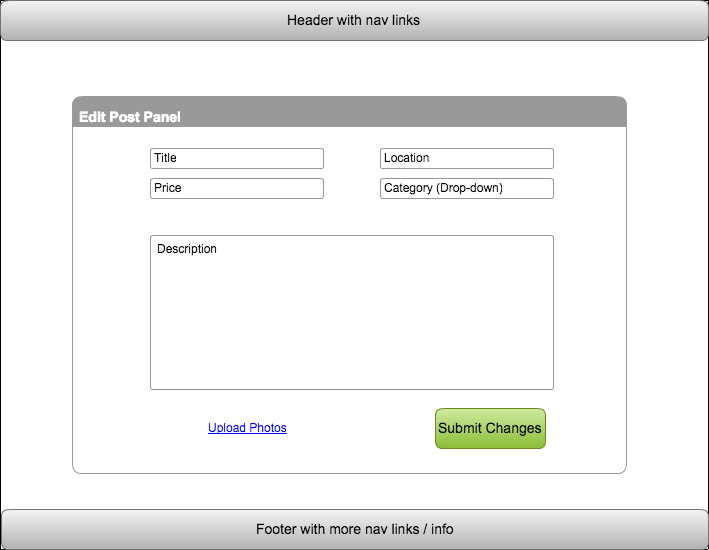 Header with nav links
Edit Post Panel
Title
Location
Price
Category (Drop-down)
Description
Upload Photos
Submit Changes
Footer with more nav links / info